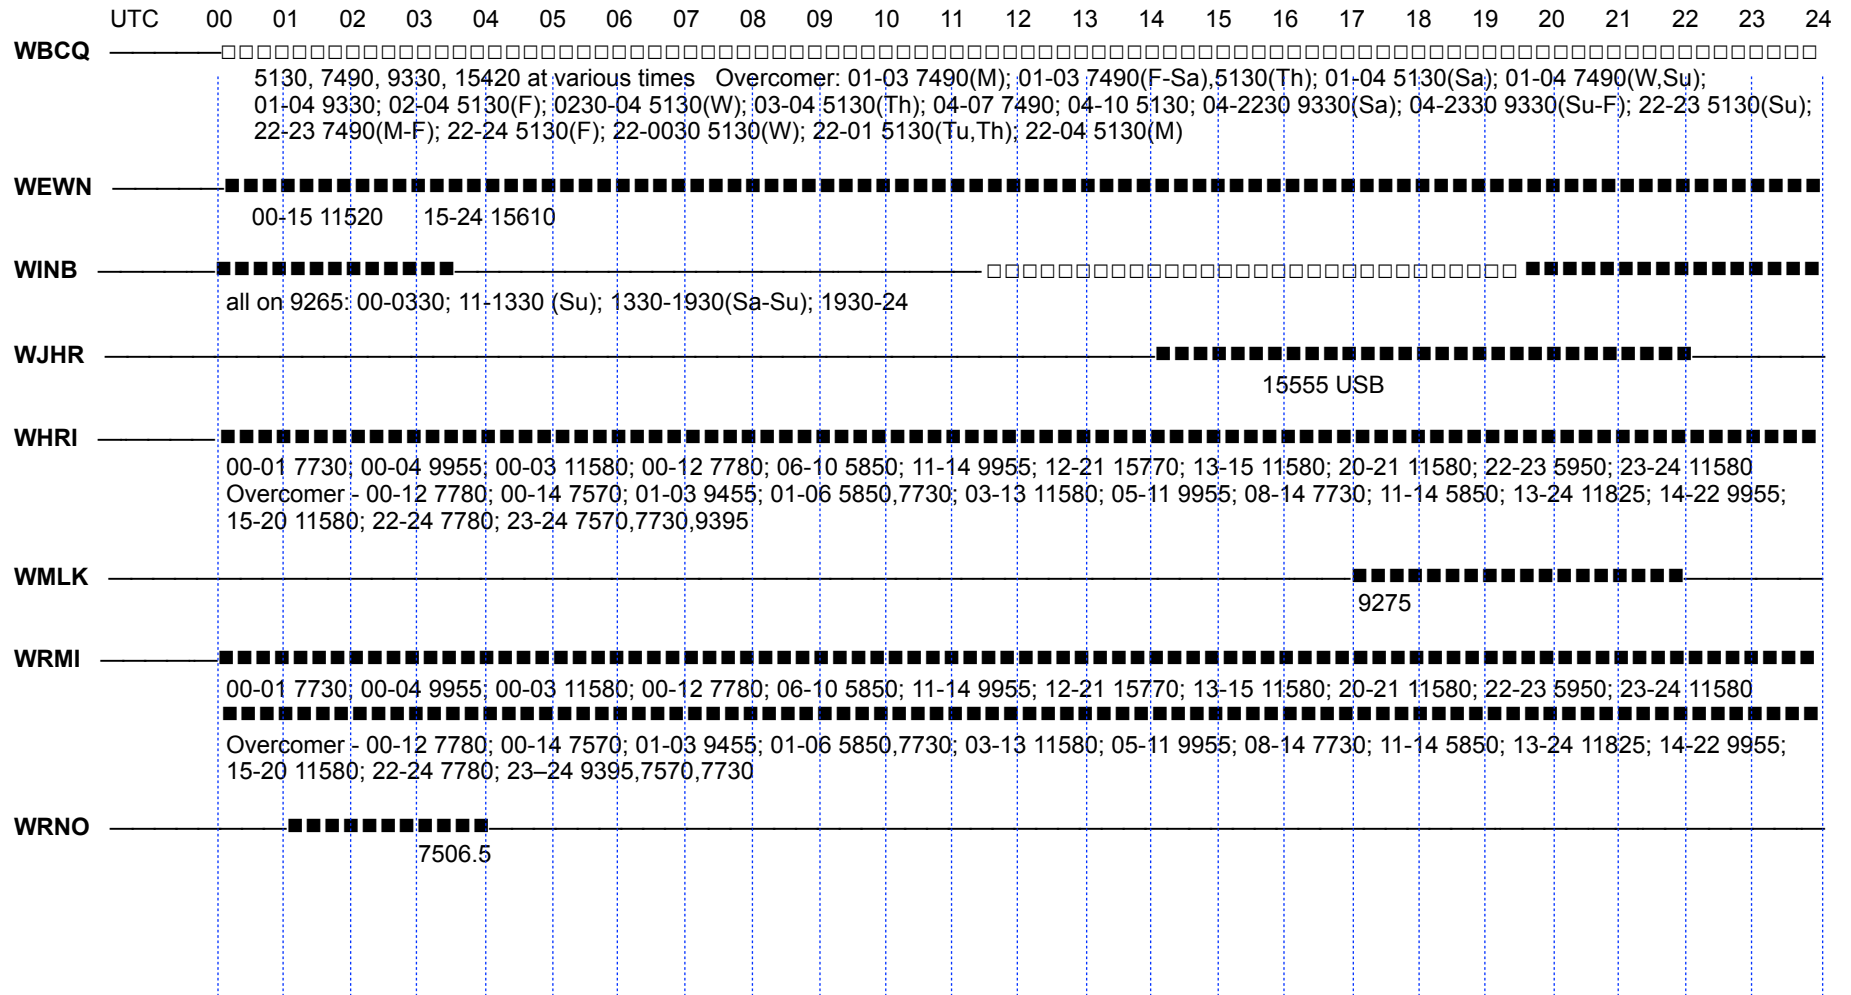 UTC 00 01 02 03 04 05 06 07 08 09 10 11 12 13 14 15 16 17 18 19 20 21 22 23 24
WBCQ
5130, 7490, 9330, 15420 at various times Overcomer: 01-03 7490(M); 01-03 7490(F-Sa),5130(Th); 01-04 5130(Sa); 01-04 7490(W,Su);
01-04 9330; 02-04 5130(F); 0230-04 5130(W); 03-04 5130(Th); 04-07 7490; 04-10 5130; 04-2230 9330(Sa); 04-2330 9330(Su-F); 22-23 5130(Su);
22-23 7490(M-F); 22-24 5130(F); 22-0030 5130(W); 22-01 5130(Tu,Th); 22-04 5130(M)
WEWN
00-15 11520 15-24 15610
WINB
all on 9265: 00-0330; 11-1330 (Su); 1330-1930(Sa-Su); 1930-24
WJHR
15555 USB
WHRI
00-01 7730; 00-04 9955; 00-03 11580; 00-12 7780; 06-10 5850; 11-14 9955; 12-21 15770; 13-15 11580; 20-21 11580; 22-23 5950; 23-24 11580
Overcomer - 00-12 7780; 00-14 7570; 01-03 9455; 01-06 5850,7730; 03-13 11580; 05-11 9955; 08-14 7730; 11-14 5850; 13-24 11825; 14-22 9955;
15-20 11580; 22-24 7780; 23-24 7570,7730,9395
WMLK
9275
WRMI
00-01 7730; 00-04 9955; 00-03 11580; 00-12 7780; 06-10 5850; 11-14 9955; 12-21 15770; 13-15 11580; 20-21 11580; 22-23 5950; 23-24 11580
Overcomer - 00-12 7780; 00-14 7570; 01-03 9455; 01-06 5850,7730; 03-13 11580; 05-11 9955; 08-14 7730; 11-14 5850; 13-24 11825; 14-22 9955;
15-20 11580; 22-24 7780; 23–24 9395,7570,7730
WRNO
7506.5